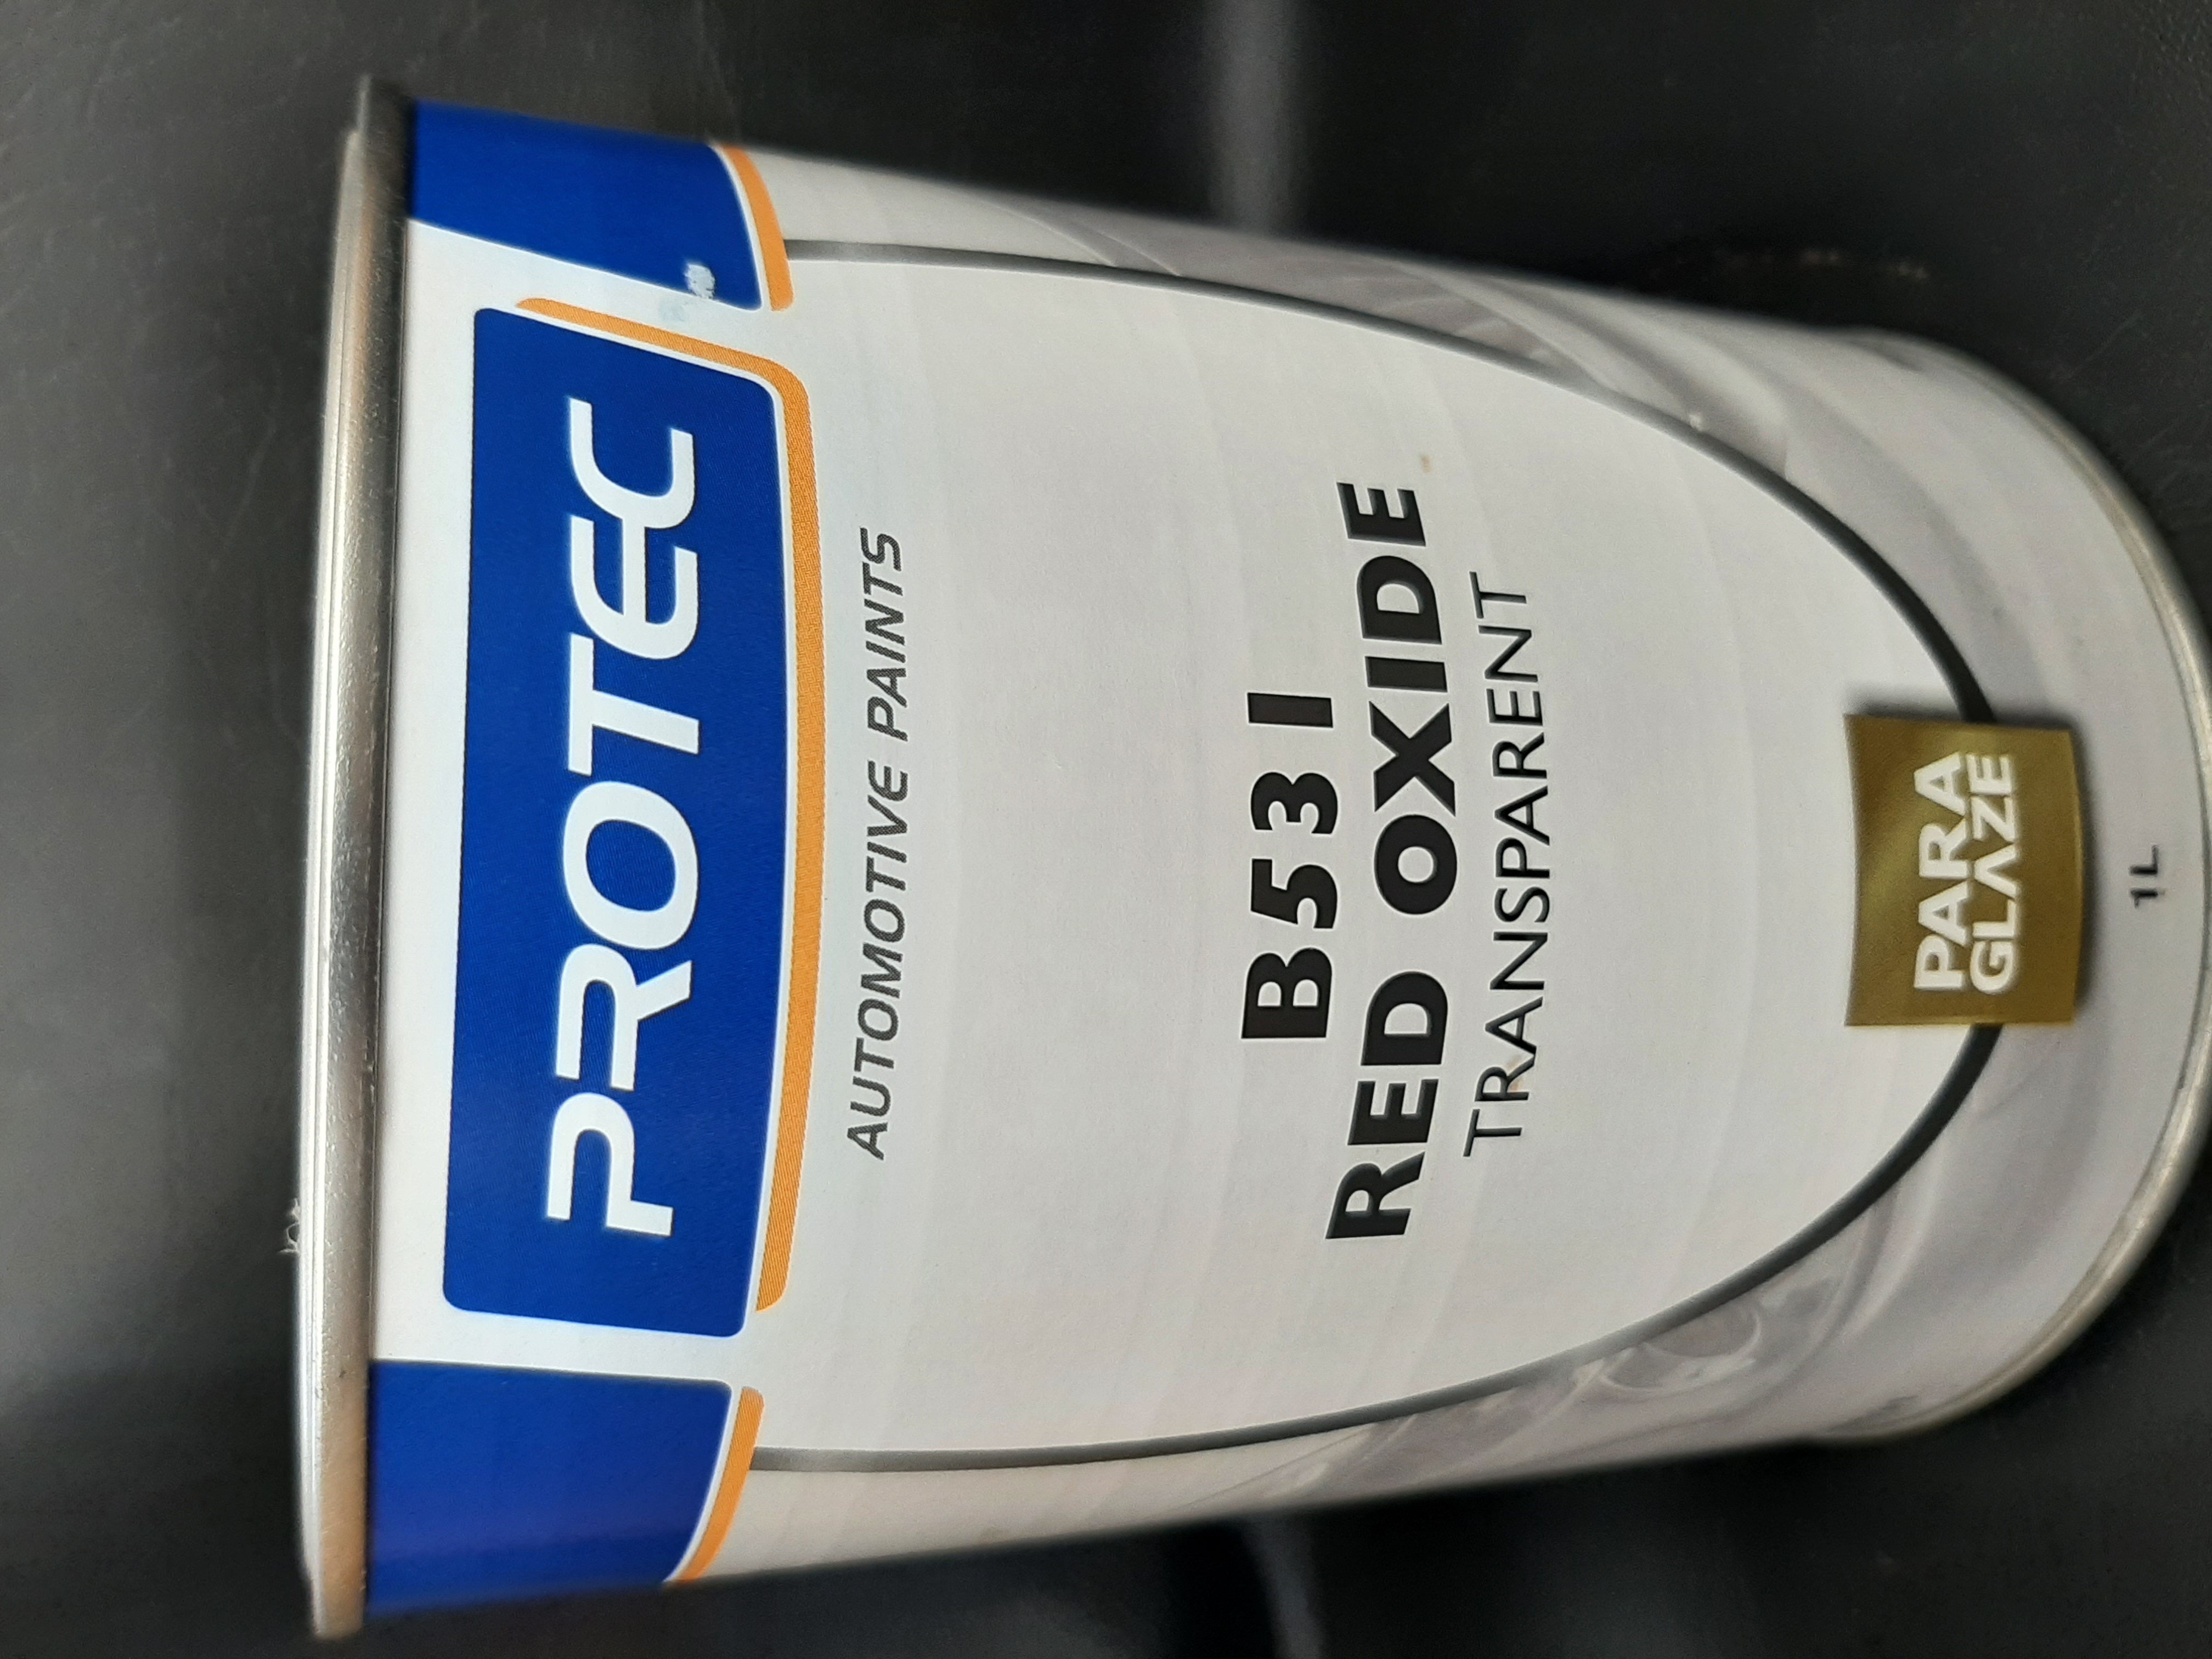 PROTEC
AUTOMOTIVE PAINTS
B531
RED OXIDE
TRANSPARENT
PARA
GLAZE
1L